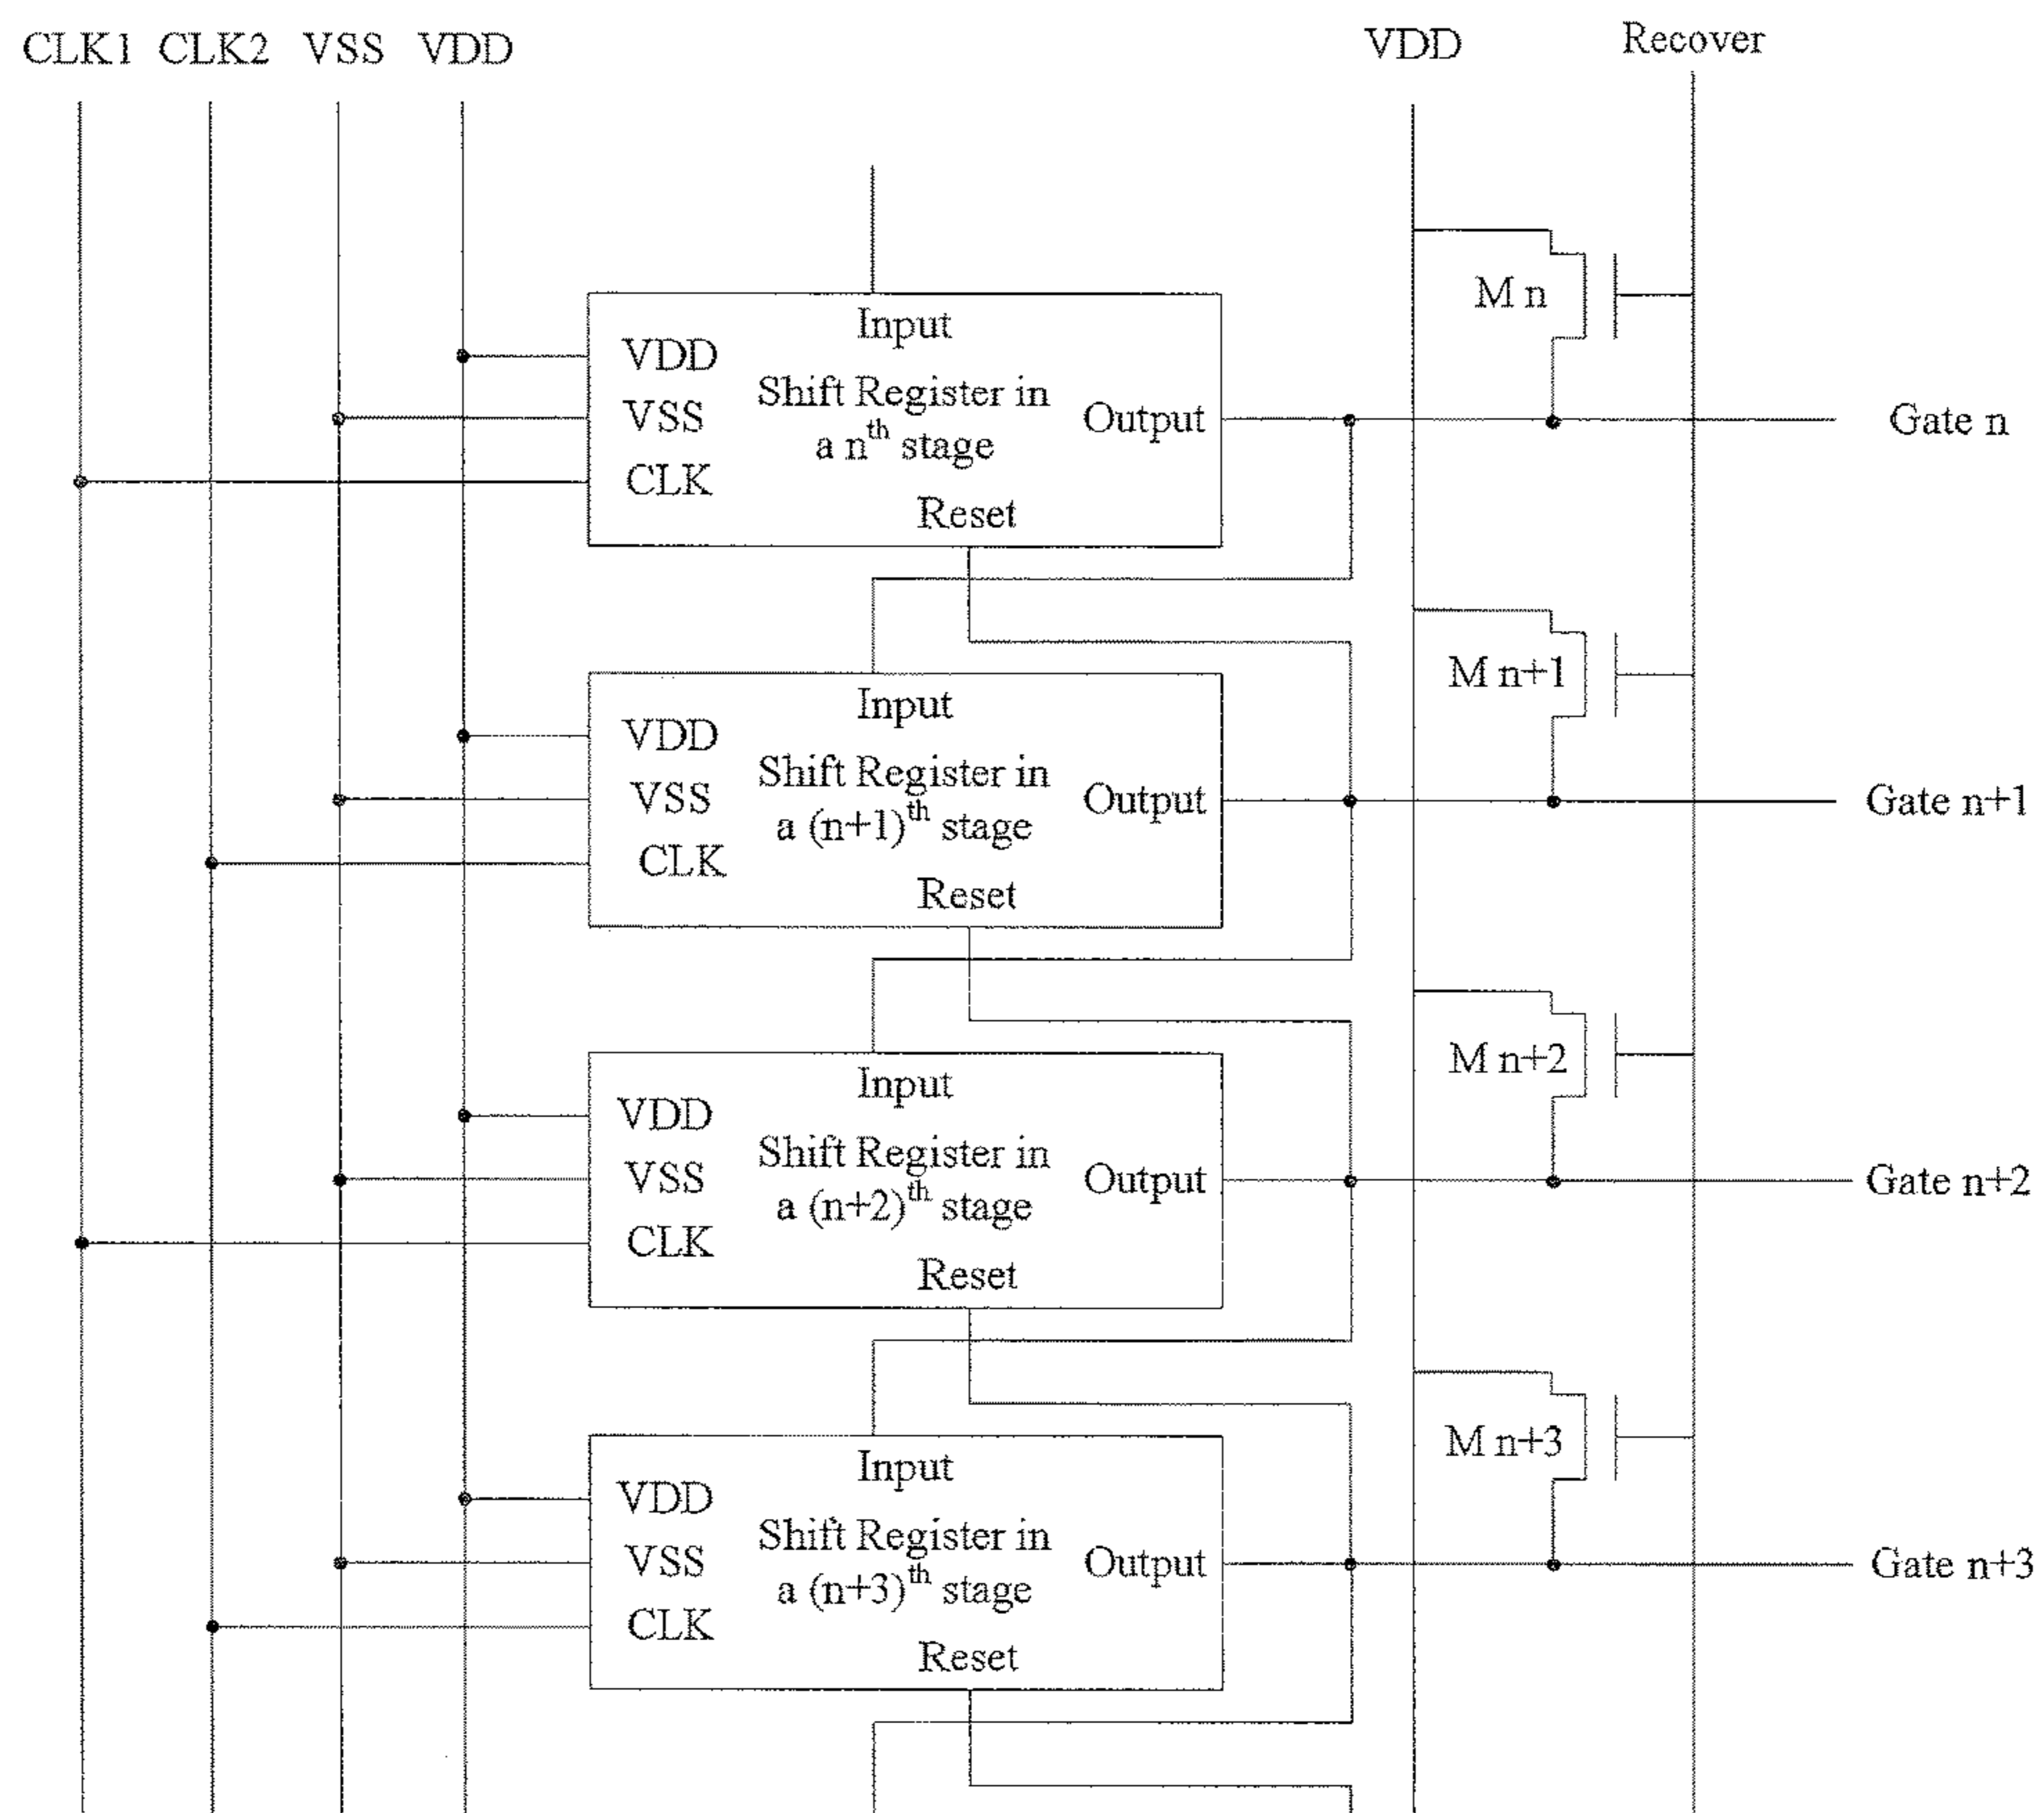 CLK1 CLK2 VSS VDD VDD Recover
M n
Input
VDD
Shift Register in
VSS
a nth stage
Output
Gate n
CLK
Reset
M n+1
Input
VDD
Shift Register in
VSS
a (n+1)th stage
Output
Gate n+1
CLK
Reset
M n+2
Input
VDD
Shift Register in
VSS
a (n+2)th stage
Output
Gate n+2
CLK
Reset
M n+3
Input
VDD
Shift Register in
VSS
a (n+3)th stage
Output
Gate n+3
CLK
Reset